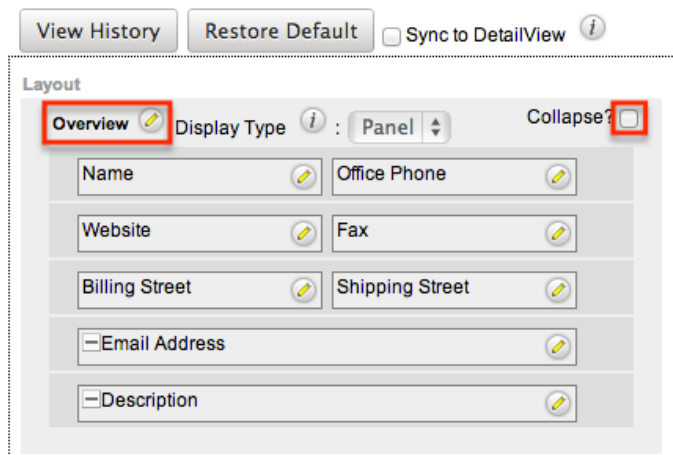 View History Restore Default Sync to DetailView i
Layout
Overview Display Type i : Panel Collapse?
Name Office Phone
Website Fax
Billing Street Shipping Street
Email Address
Description